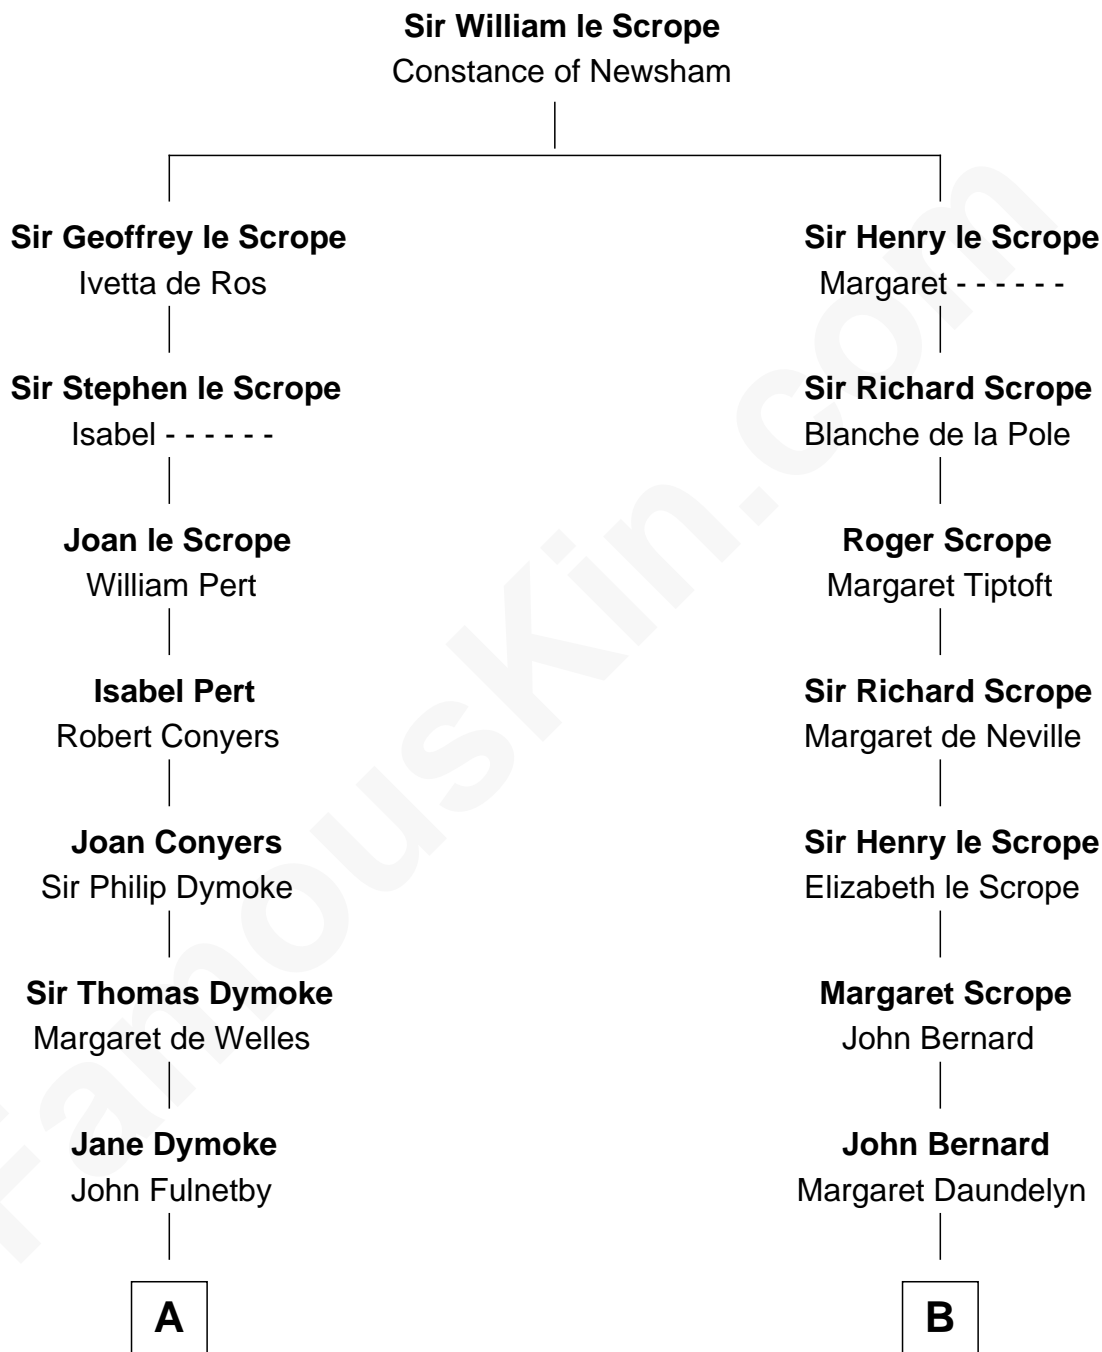 Sir William le Scrope
Constance of Newsham
Sir Geoffrey le Scrope
Ivetta de Ros
Sir Henry le Scrope
Margaret - - - - - -
Sir Stephen le Scrope
Isabel - - - - - -
Sir Richard Scrope
Blanche de la Pole
Joan le Scrope
William Pert
Roger Scrope
Margaret Tiptoft
Isabel Pert
Robert Conyers
Sir Richard Scrope
Margaret de Neville
Joan Conyers
Sir Philip Dymoke
Sir Henry le Scrope
Elizabeth le Scrope
Sir Thomas Dymoke
Margaret de Welles
Margaret Scrope
John Bernard
Jane Dymoke
John Fulnetby
John Bernard
Margaret Daundelyn
A
B
FamousKin.com